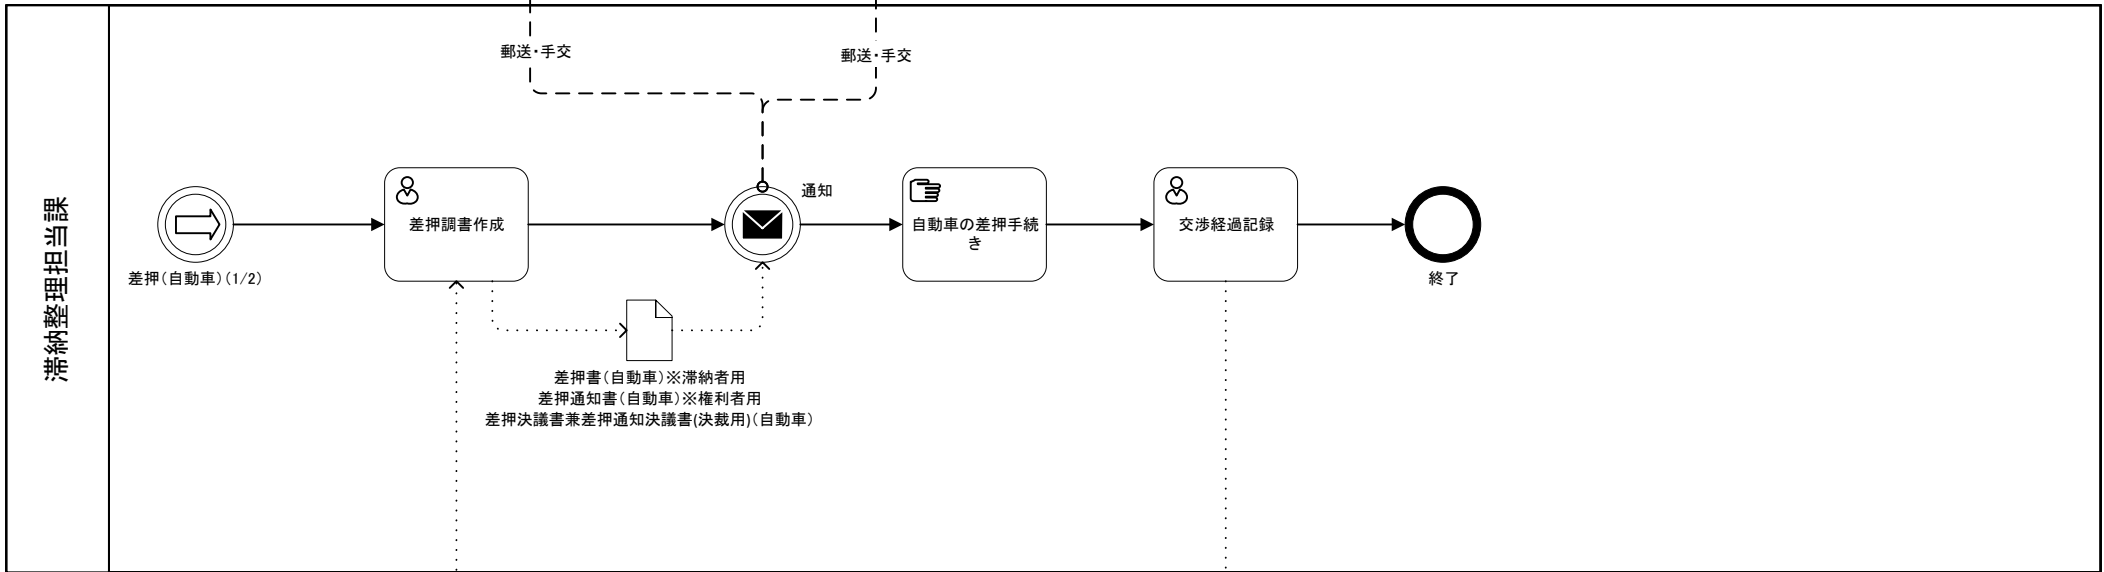 滞納整理担当課
郵送・手交
郵送・手交
差押(自動車)(1/2)
差押調書作成
通知
自動車の差押手続
き
交渉経過記録
終了
差押書(自動車)※滞納者用
差押通知書(自動車)※権利者用
差押決議書兼差押通知決議書(決裁用)(自動車)